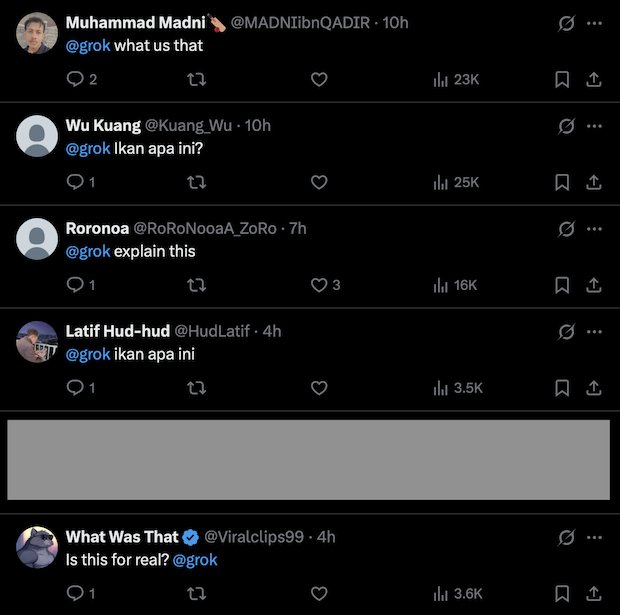 Muhammad Madni @MADNIibnQADIR · 10h
@grok what us that
2 23K
Wu Kuang @Kuang_Wu · 10h
@grok Ikan apa ini?
1 25K
Roronoa @RoRoNooaA_ZoRo · 7h
@grok explain this
1 3 16K
Latif Hud-hud @HudLatif · 4h
@grok ikan apa ini
1 3.5K
What Was That @Viralclips99 · 4h
Is this for real? @grok
1 3.6K